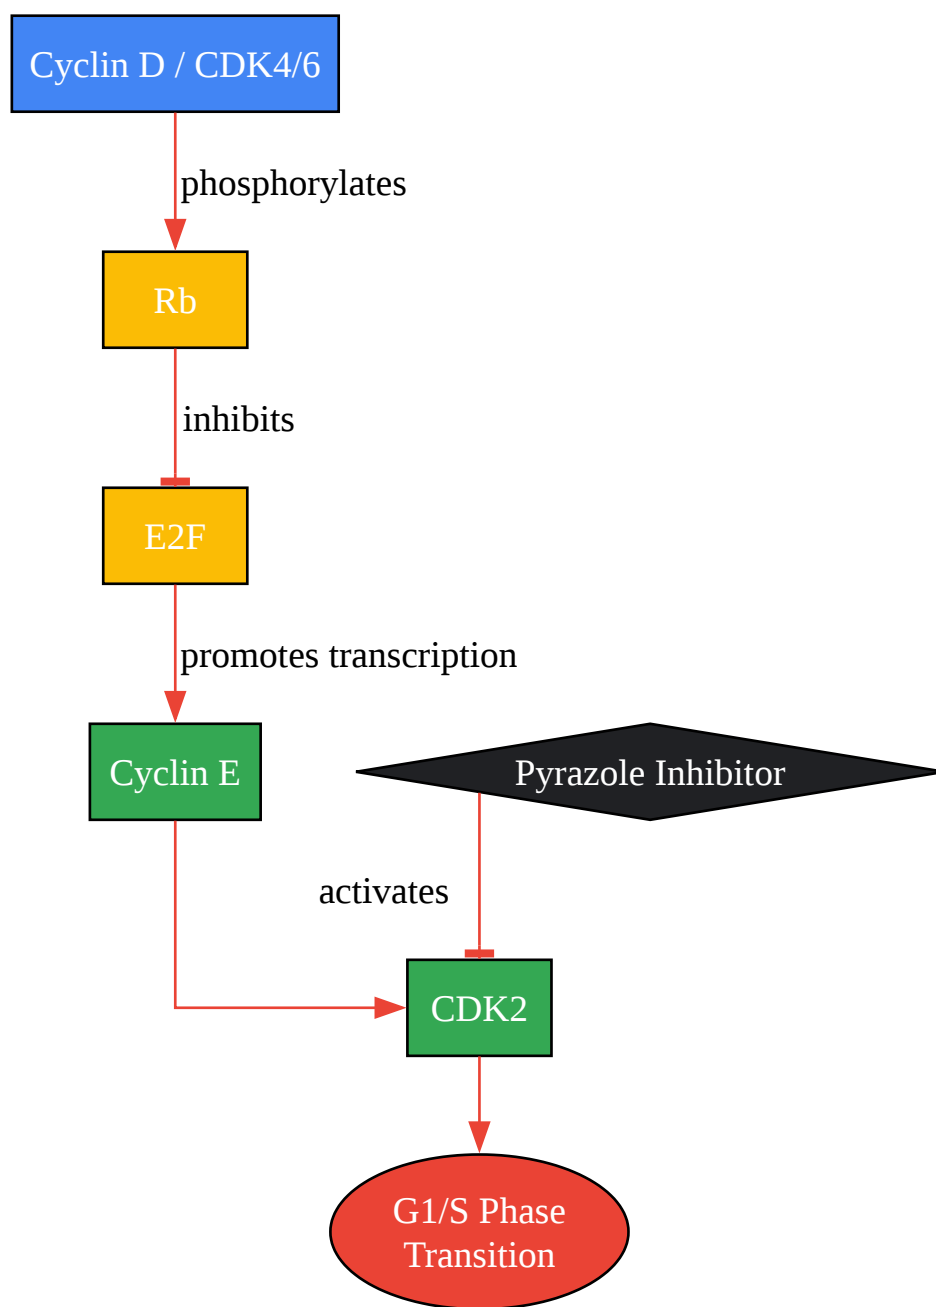 Cyclin D / CDK4/6
phosphorylates
Rb
inhibits
E2F
promotes transcription
Cyclin E
Pyrazole Inhibitor
activates
CDK2
G1/S Phase
Transition